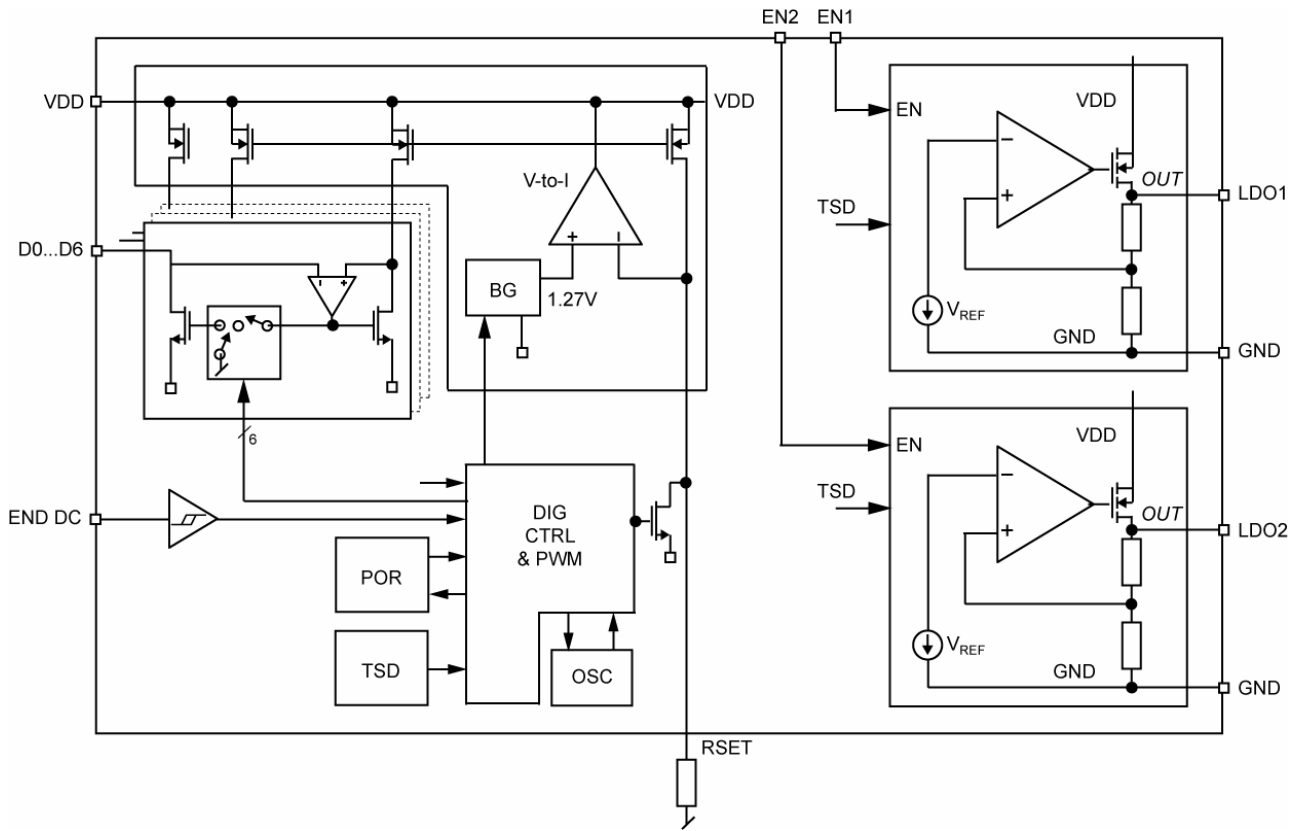 EN2 EN1
VDD
VDD
V-to-I
+ –
D0...D6
– +
BG
1.27V
6
END DC
DIG
CTRL
& PWM
POR
TSD
OSC
RSET
VDD
EN
–
+
OUT
LDO1
TSD
VREF
GND
GND
VDD
EN
–
+
TSD
OUT
LDO2
VREF
GND
GND